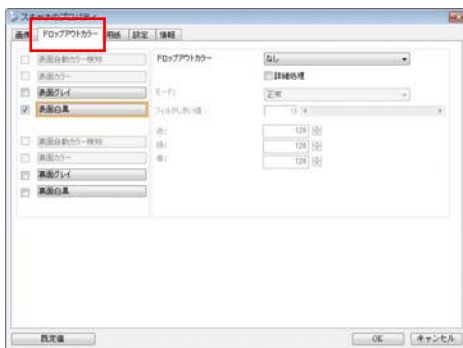 スキャナのプロパティ
画像 ドロップアウトカラー 用紙 設定 情報
表面自動カラー検知
表面カラー
表面グレイ
表面白黒
裏面自動カラー検知
裏面カラー
裏面グレイ
裏面白黒
ドロップアウトカラー なし
詳細処理
モード: 正常
フィルタしきい値:
赤: 128
緑: 128
青: 128
既定値 OK キャンセル